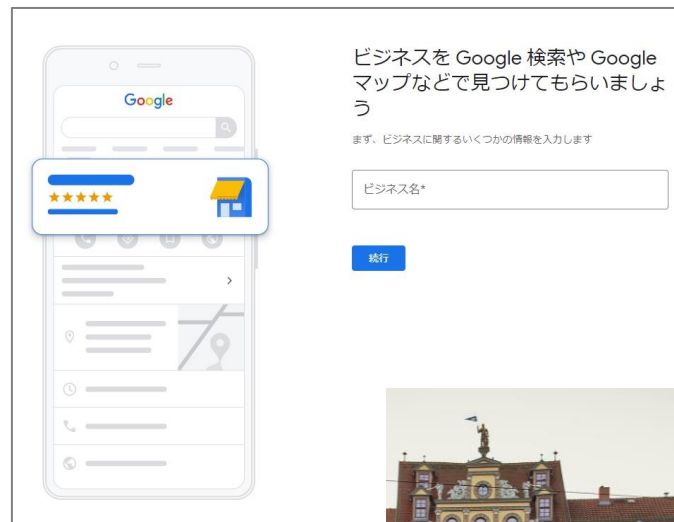 Google
ビジネスを Google 検索や Google
マップなどで見つけてもらいましょ
う
まず、ビジネスに関するいくつかの情報を入力します
ビジネス名*
続行